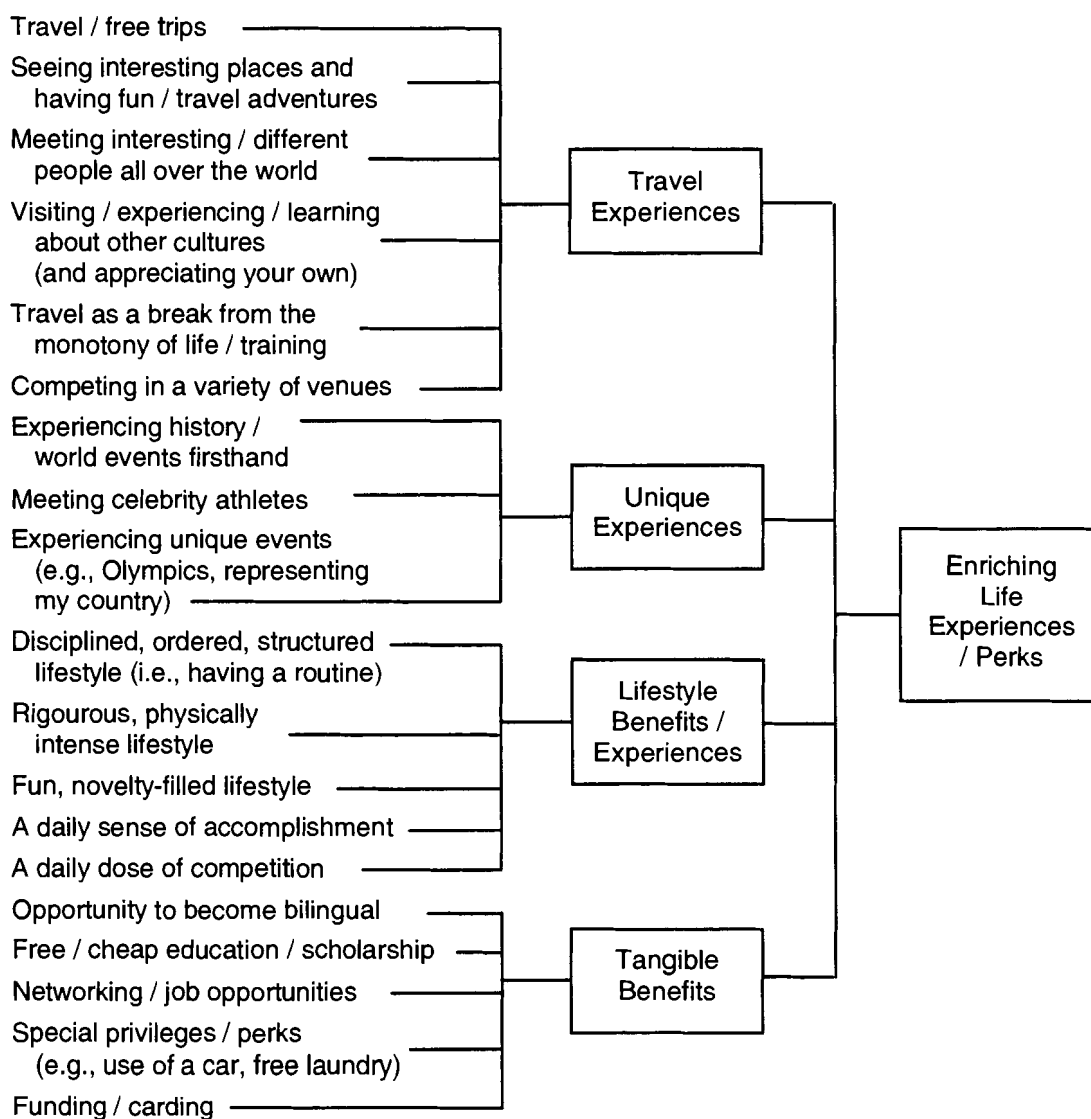 Travel / free trips
Seeing interesting places and
having fun / travel adventures
Meeting interesting / different
people all over the world
Visiting / experiencing / learning
about other cultures
(and appreciating your own)
Travel as a break from the
monotony of life / training
Competing in a variety of venues
Travel
Experiences
Experiencing history /
world events firsthand
Meeting celebrity athletes
Experiencing unique events
(e.g., Olympics, representing
my country)
Unique
Experiences
Disciplined, ordered, structured
lifestyle (i.e., having a routine)
Rigourous, physically
intense lifestyle
Fun, novelty-filled lifestyle
A daily sense of accomplishment
A daily dose of competition
Lifestyle
Benefits /
Experiences
Opportunity to become bilingual
Free / cheap education / scholarship
Networking / job opportunities
Special privileges / perks
(e.g., use of a car, free laundry)
Funding / carding
Tangible
Benefits
Enriching
Life
Experiences
/ Perks